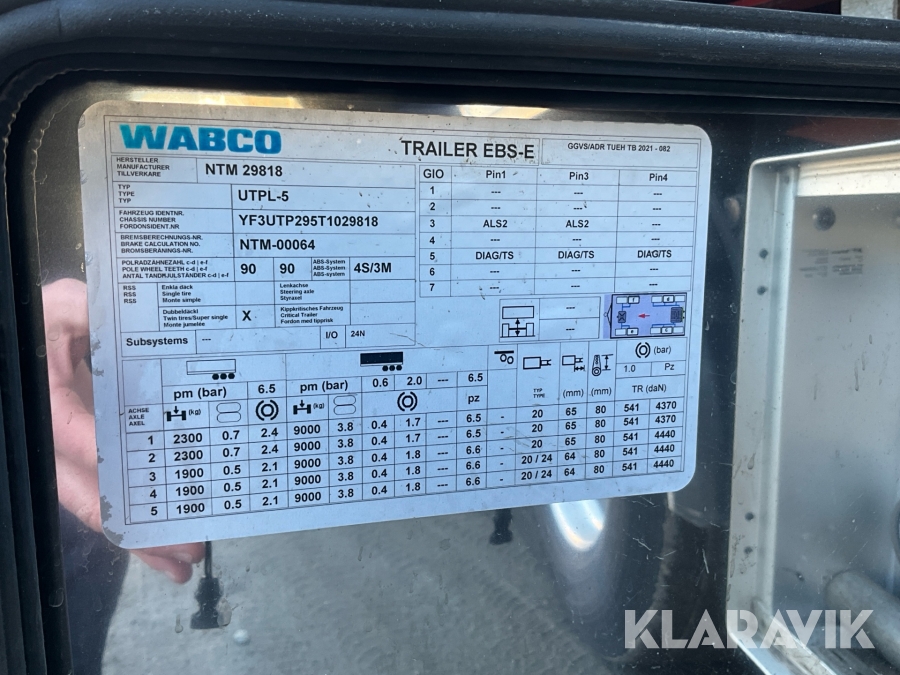 WABCO
TRAILER EBS-E
GGVS/ADR TUEH TB 2021 - 082
HERSTELLER
MANUFACTURER
TILLVERKARE
NTM 29818
TYP
TYPE
TYPE
UTPL-5
FAHRZEUG IDENTNR.
CHASSIS NUMBER
FORDONSIDENT.NR
YF3UTP295T1029818
BREMSBERECHNUNGS-NR.
BRAKE CALCULATION NO.
BROMSBERÄNINGS-NR.
NTM-00064
POLRADZÄHNEZAHL c-d | e-f
POLE WHEEL TEETH c-d | e-f
ANTAL TANDHJULSTÄNDER c-d | e-f
90 90
ABS-System
ABS-System
ABS-system
4S/3M
RSS Enkla däck
RSS Single tire
RSS Monte simple
Lenkachse
Steering axle
Styraxel
Dubbeldäckt
Twin tires/Super single
Monte jumelée
X
Kippkritisches Fahrzeug
Critical Trailer
Fordon med tipprisk
Subsystems ---
I/O 24N
GIO Pin1 Pin3 Pin4
1 --- --- ---
2 --- --- ---
3 ALS2 ALS2 ---
4 --- --- ---
5 DIAG/TS DIAG/TS DIAG/TS
6 --- --- ---
7 --- --- ---
---
---
pm (bar) 6.5 pm (bar) 0.6 2.0 --- 6.5
pz
TYP
TYPE
(mm) (mm)
(bar)
1.0 Pz
TR (daN)
ACHSE
AXLE
AXEL
(kg)
(kg)
1 2300 0.7 2.4 9000 3.8 0.4 1.7 --- 6.5 - 20 65 80 541 4370
2 2300 0.7 2.4 9000 3.8 0.4 1.7 --- 6.5 - 20 65 80 541 4370
3 1900 0.5 2.1 9000 3.8 0.4 1.8 --- 6.6 - 20 65 80 541 4440
4 1900 0.5 2.1 9000 3.8 0.4 1.8 --- 6.6 - 20 / 24 64 80 541 4440
5 1900 0.5 2.1 9000 3.8 0.4 1.8 --- 6.6 - 20 / 24 64 80 541 4440
KLARAVIK